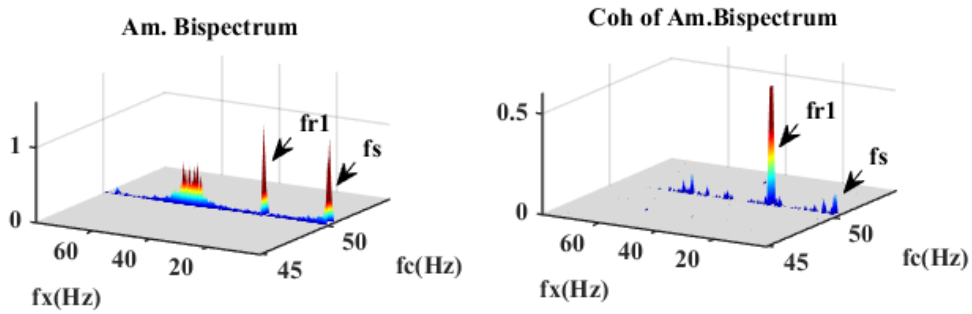 Am. Bispectrum
1
0
fr1
fs
60
40
20
45
50
fx(Hz)
fc(Hz)
Coh of Am.Bispectrum
0.5
0
fr1
fs
60
40
20
45
50
fx(Hz)
fc(Hz)